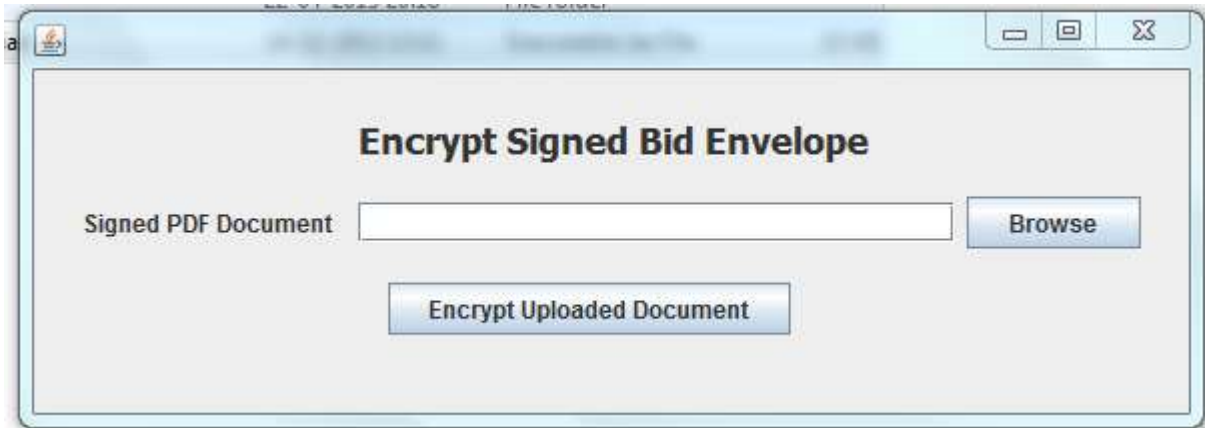 Encrypt Signed Bid Envelope
Signed PDF Document
Browse
Encrypt Uploaded Document